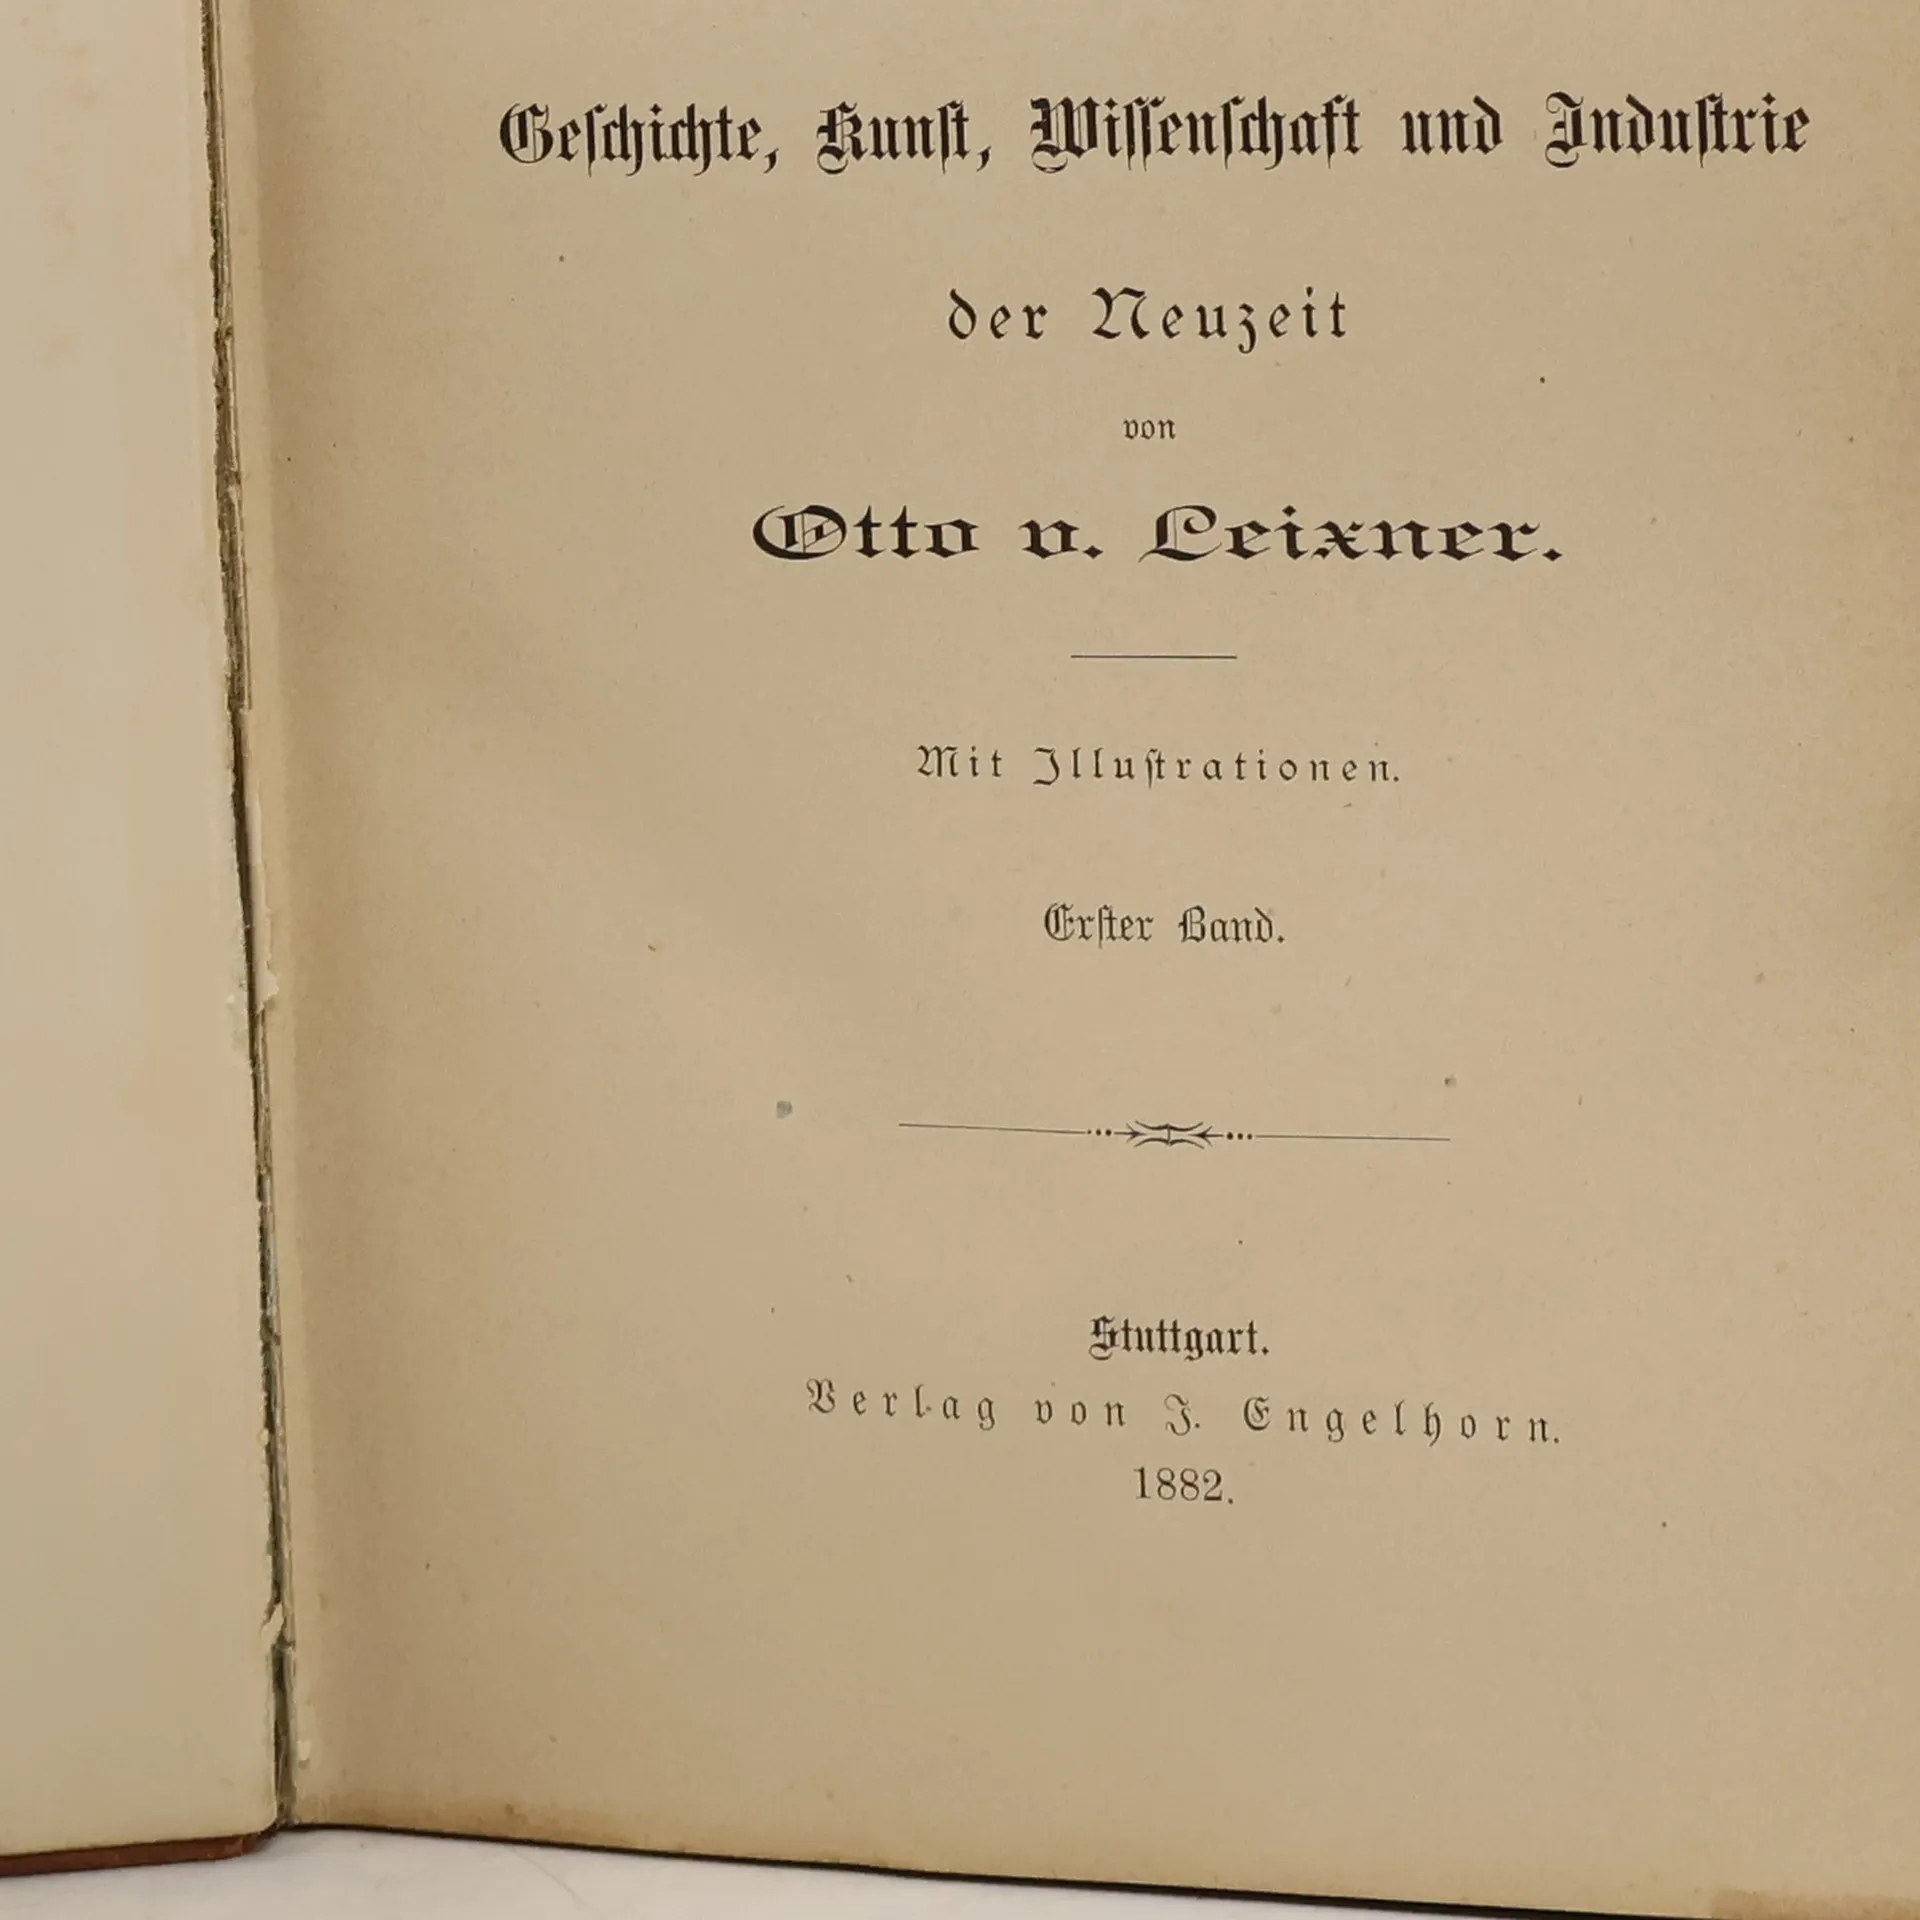 Geſchichte, Kunſt, Wiſſenſchaft und Induſtrie
der Neuzeit
von
Otto v. Leixner.
Mit Illuſtrationen.
Erſter Band.
Stuttgart.
Verlag von J. Engelhorn.
1882.